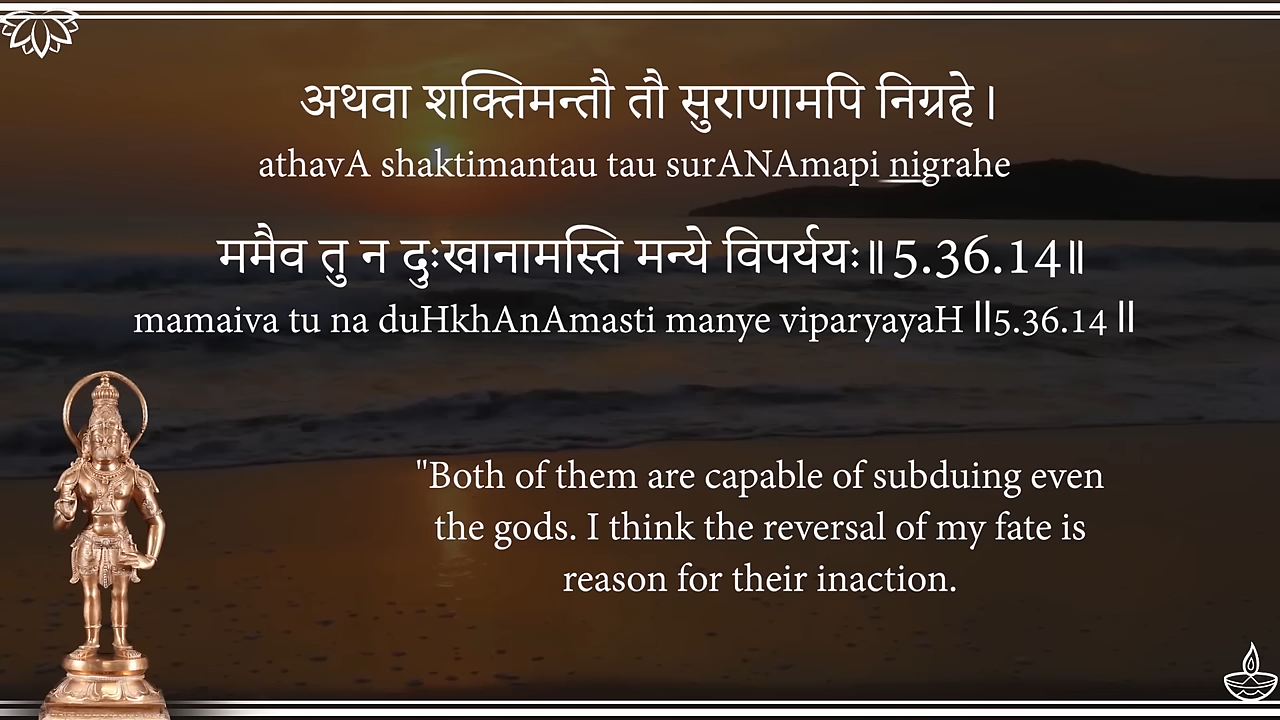 अथवा शक्तिमन्तौ तौ सुराणामपि निग्रहे।
athavA shaktimantau tau surANAmapi nigrahe
ममैव तु न दुःखानामस्ति मन्ये विपर्ययः॥5.36.14॥
mamaiva tu na duHkhAnAmasti manye viparyayaH ॥5.36.14 ॥
"Both of them are capable of subduing even
the gods. I think the reversal of my fate is
reason for their inaction.